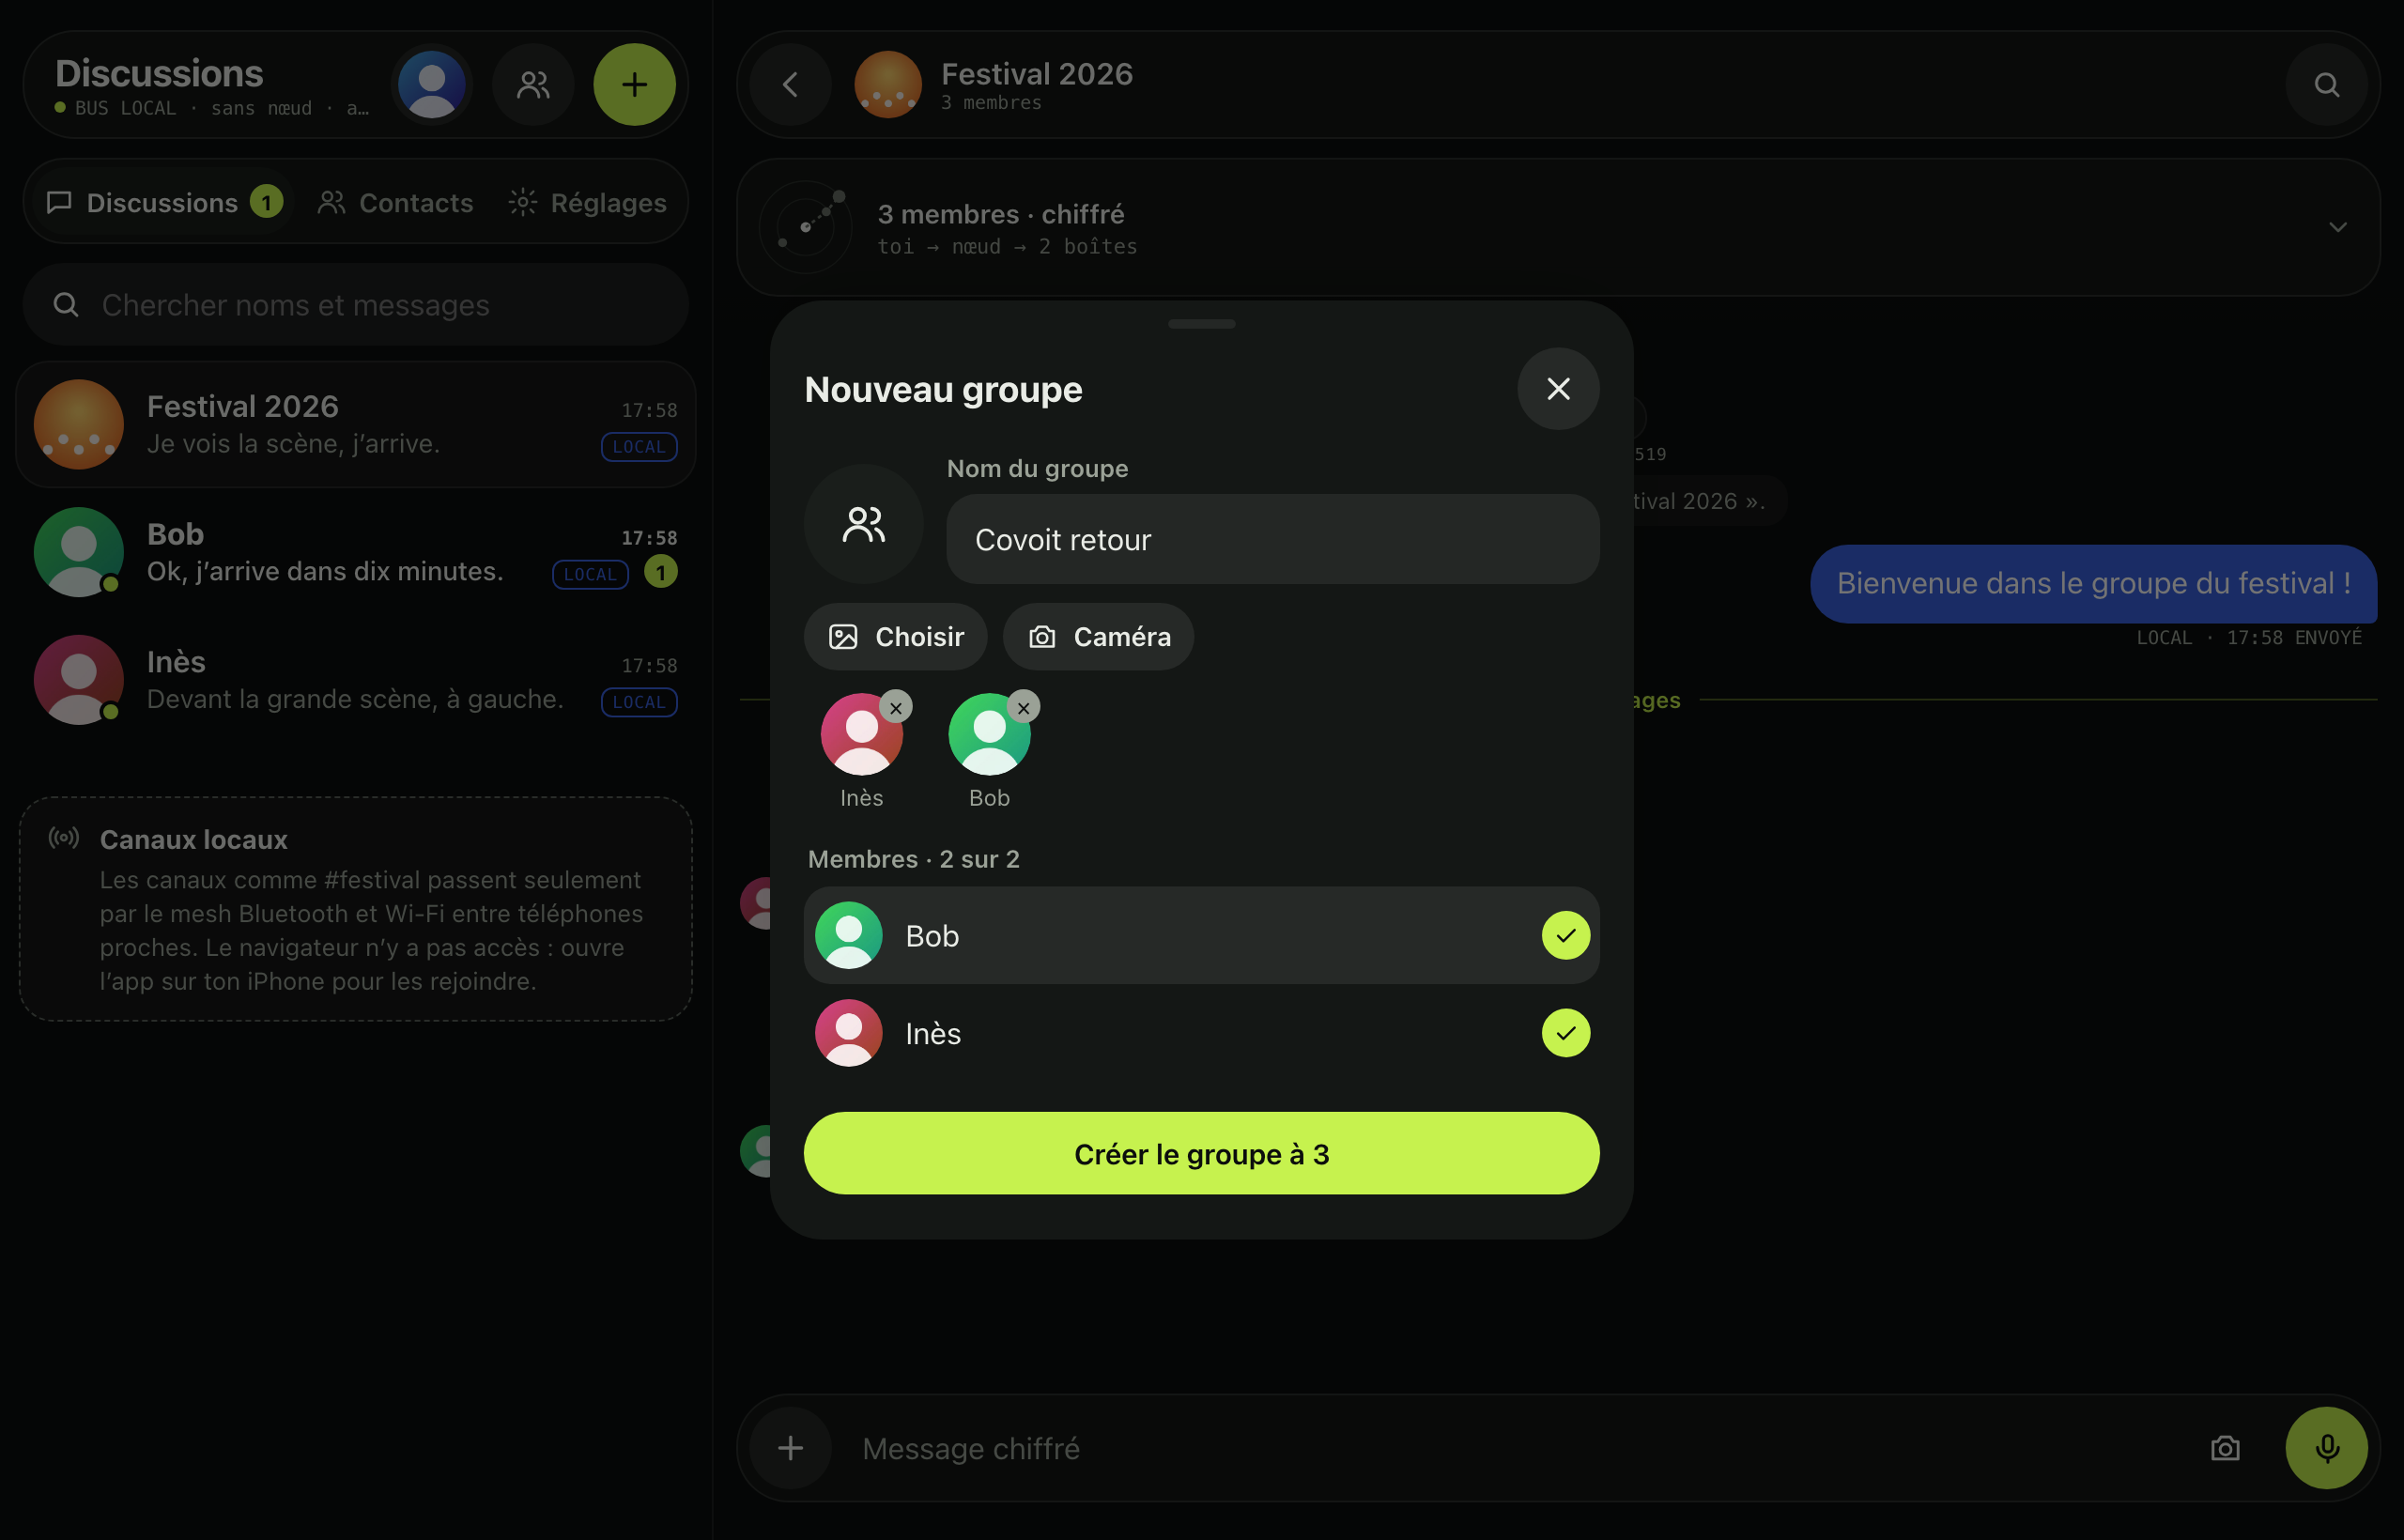 Discussions
BUS LOCAL · sans nœud · a…
Discussions 1
Contacts
Réglages
Chercher noms et messages
Festival 2026
17:58
Je vois la scène, j’arrive.
LOCAL
Bob
17:58
Ok, j’arrive dans dix minutes.
LOCAL
1
Inès
17:58
Devant la grande scène, à gauche.
LOCAL
Canaux locaux
Les canaux comme #festival passent seulement
par le mesh Bluetooth et Wi-Fi entre téléphones
proches. Le navigateur n’y a pas accès : ouvre
l’app sur ton iPhone pour les rejoindre.
Festival 2026
3 membres
3 membres · chiffré
toi → nœud → 2 boîtes
519
tival 2026 ».
Bienvenue dans le groupe du festival !
LOCAL · 17:58 ENVOYÉ
ages
Nouveau groupe
Nom du groupe
Covoit retour
Choisir
Caméra
Inès
Bob
Membres · 2 sur 2
Bob
Inès
Créer le groupe à 3
Message chiffré